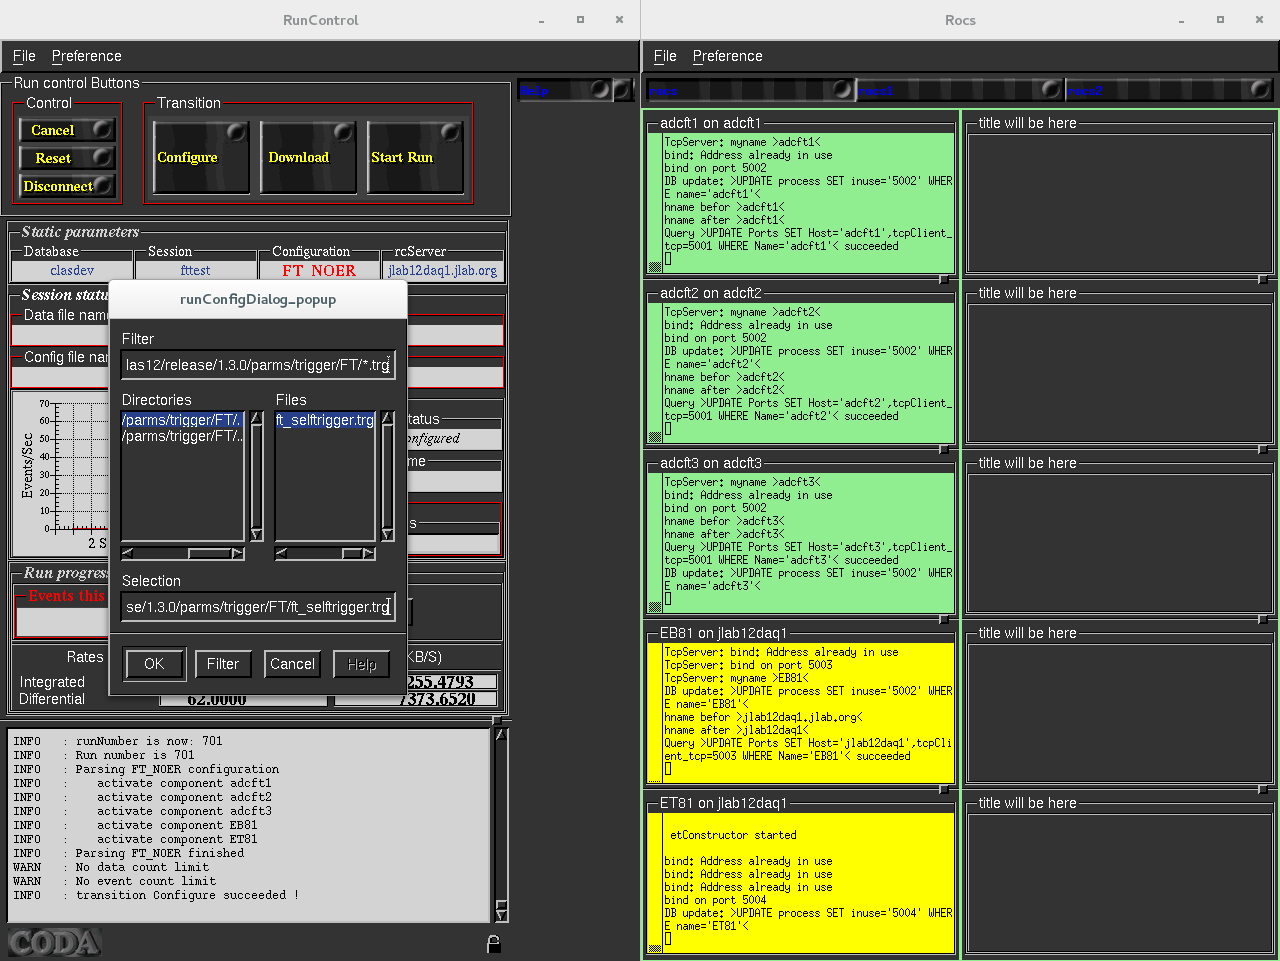 RunControl
File Preference
Run control Buttons
Control
Cancel
Reset
Disconnect
Transition
Configure
Download
Start Run
Help
Static parameters
Database
clasdev
Session
fttest
Configuration
FT_NOER
rcServer
jlab12daq1.jlab.org
Session statu
Data file name
Config file na
Events/Sec
70
60
50
40
30
20
10
0
2 S
tatus
onfigured
me
s
Run progres
Events this
Rates
KB/S)
Integrated
255.4793
Differential
62.0000
7373.6520
runConfigDialog_popup
Filter
las12/release/1.3.0/parms/trigger/FT/*.trg
Directories
/parms/trigger/FT/.
/parms/trigger/FT/..
Files
ft_selftrigger.trg
Selection
se/1.3.0/parms/trigger/FT/ft_selftrigger.trg
OK
Filter
Cancel
Help
INFO : runNumber is now: 701
INFO : Run number is 701
INFO : Parsing FT_NOER configuration
INFO : activate component adcft1
INFO : activate component adcft2
INFO : activate component adcft3
INFO : activate component EB81
INFO : activate component ET81
INFO : Parsing FT_NOER finished
WARN : No data count limit
WARN : No event count limit
INFO : transition Configure succeeded !
CODA
Rocs
File Preference
rocs
adcft1 on adcft1
TcpServer: myname >adcft1<
bind: Address already in use
bind on port 5002
DB update: >UPDATE process SET inuse='5002' WHER
E name='adcft1'<
hname befor >adcft1<
hname after >adcft1<
Query >UPDATE Ports SET Host='adcft1',tcpClient_
tcp=5001 WHERE Name='adcft1'< succeeded
title will be here
adcft2 on adcft2
TcpServer: myname >adcft2<
bind: Address already in use
bind on port 5002
DB update: >UPDATE process SET inuse='5002' WHER
E name='adcft2'<
hname befor >adcft2<
hname after >adcft2<
Query >UPDATE Ports SET Host='adcft2',tcpClient_
tcp=5001 WHERE Name='adcft2'< succeeded
title will be here
adcft3 on adcft3
TcpServer: myname >adcft3<
bind: Address already in use
bind on port 5002
hname befor >adcft3<
hname after >adcft3<
Query >UPDATE Ports SET Host='adcft3',tcpClient_
tcp=5001 WHERE Name='adcft3'< succeeded
DB update: >UPDATE process SET inuse='5002' WHER
E name='adcft3'<
title will be here
EB81 on jlab12daq1
TcpServer: bind: Address already in use
TcpServer: bind on port 5003
TcpServer: myname >EB81<
DB update: >UPDATE process SET inuse='5002' WHER
E name='EB81'<
hname befor >jlab12daq1.jlab.org<
hname after >jlab12daq1<
Query >UPDATE Ports SET Host='jlab12daq1',tcpCli
ent_tcp=5003 WHERE Name='EB81'< succeeded
title will be here
ET81 on jlab12daq1
etConstructor started
bind: Address already in use
bind: Address already in use
bind: Address already in use
bind on port 5004
DB update: >UPDATE process SET inuse='5004' WHER
E name='ET81'<
title will be here